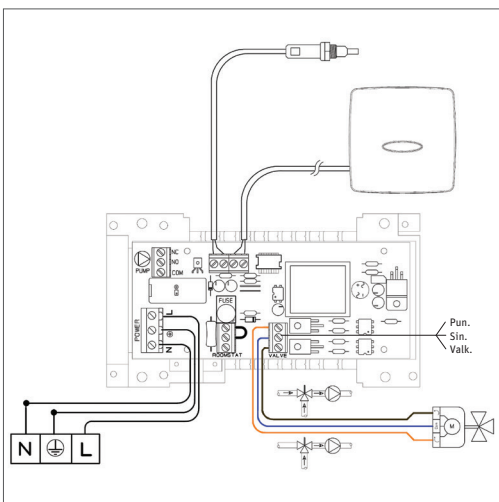 NC
NO
COM
PUMP
FUSE
POWER
L
N
ROOMSTAT
VALVE
Pun.
Sin.
Valk.
M
N
L